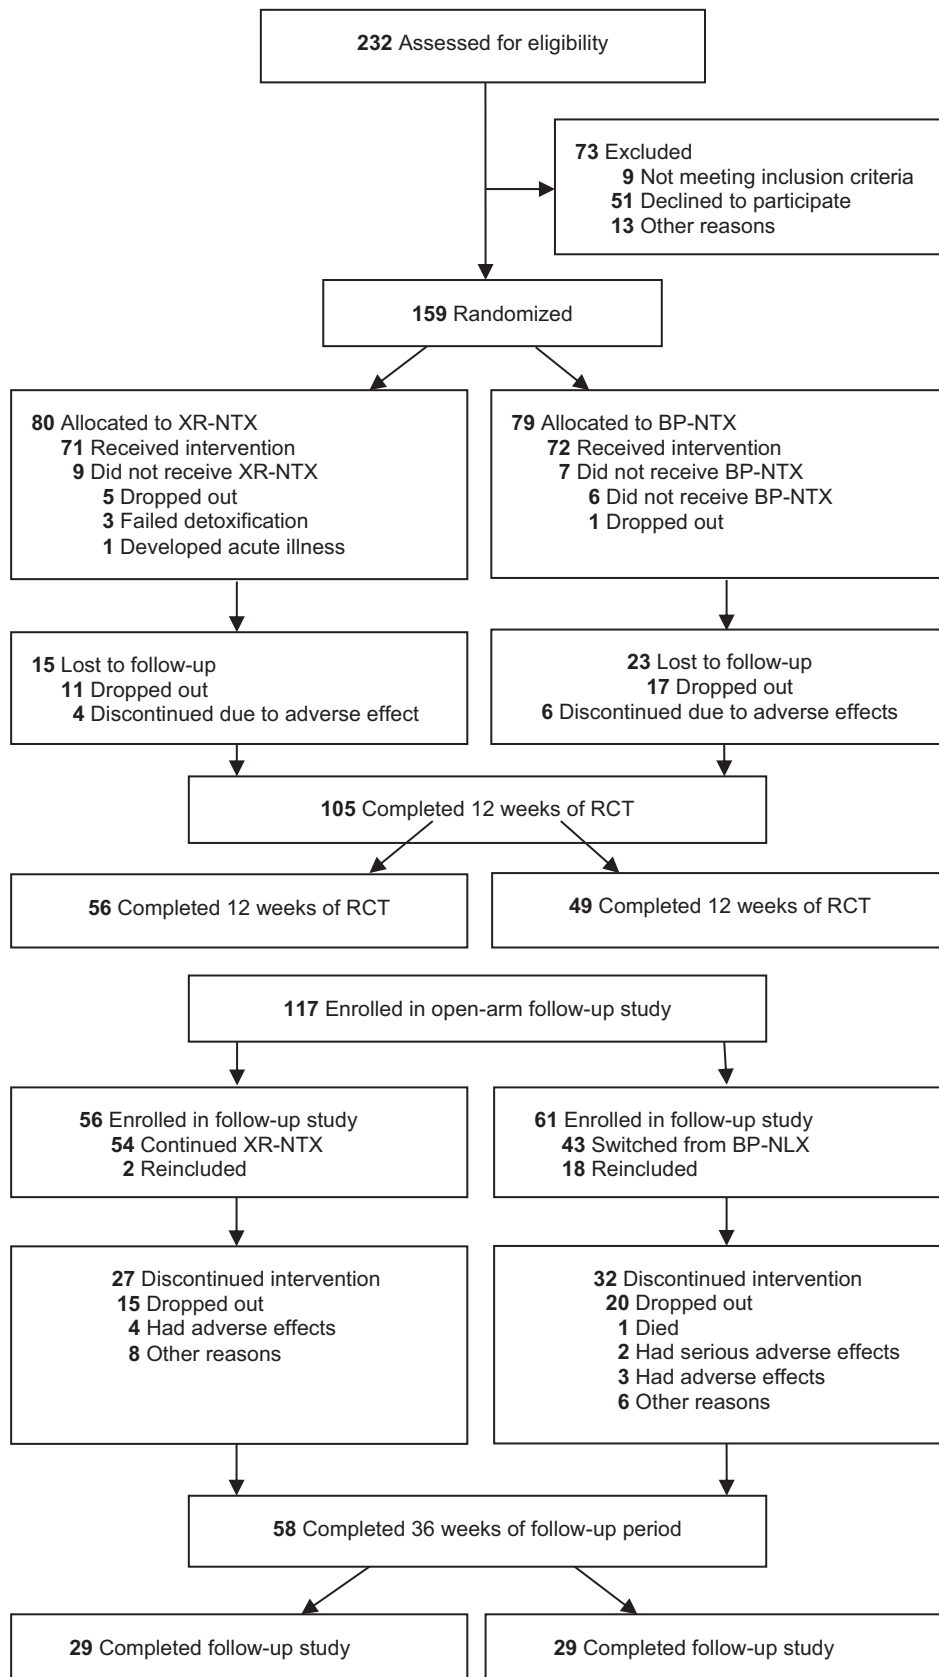 232 Assessed for eligibility
73 Excluded
9 Not meeting inclusion criteria
51 Declined to participate
13 Other reasons
159 Randomized
80 Allocated to XR-NTX
71 Received intervention
9 Did not receive XR-NTX
5 Dropped out
3 Failed detoxification
1 Developed acute illness
79 Allocated to BP-NTX
72 Received intervention
7 Did not receive BP-NTX
6 Did not receive BP-NTX
1 Dropped out
15 Lost to follow-up
11 Dropped out
4 Discontinued due to adverse effect
23 Lost to follow-up
17 Dropped out
6 Discontinued due to adverse effects
105 Completed 12 weeks of RCT
56 Completed 12 weeks of RCT
49 Completed 12 weeks of RCT
117 Enrolled in open-arm follow-up study
56 Enrolled in follow-up study
54 Continued XR-NTX
2 Reincluded
61 Enrolled in follow-up study
43 Switched from BP-NLX
18 Reincluded
27 Discontinued intervention
15 Dropped out
4 Had adverse effects
8 Other reasons
32 Discontinued intervention
20 Dropped out
1 Died
2 Had serious adverse effects
3 Had adverse effects
6 Other reasons
58 Completed 36 weeks of follow-up period
29 Completed follow-up study
29 Completed follow-up study